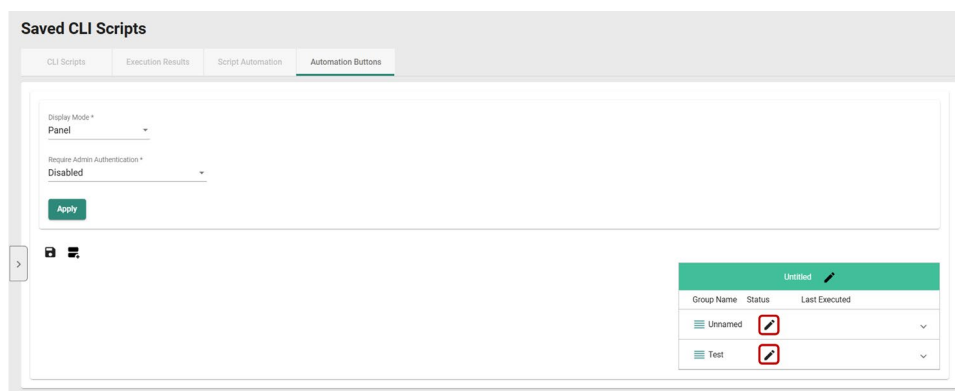 Saved CLI Scripts
CLI Scripts Execution Results Script Automation Automation Buttons
Display Mode *
Panel
Require Admin Authentication *
Disabled
Apply
Untitled
Group Name Status Last Executed
Unnamed
Test